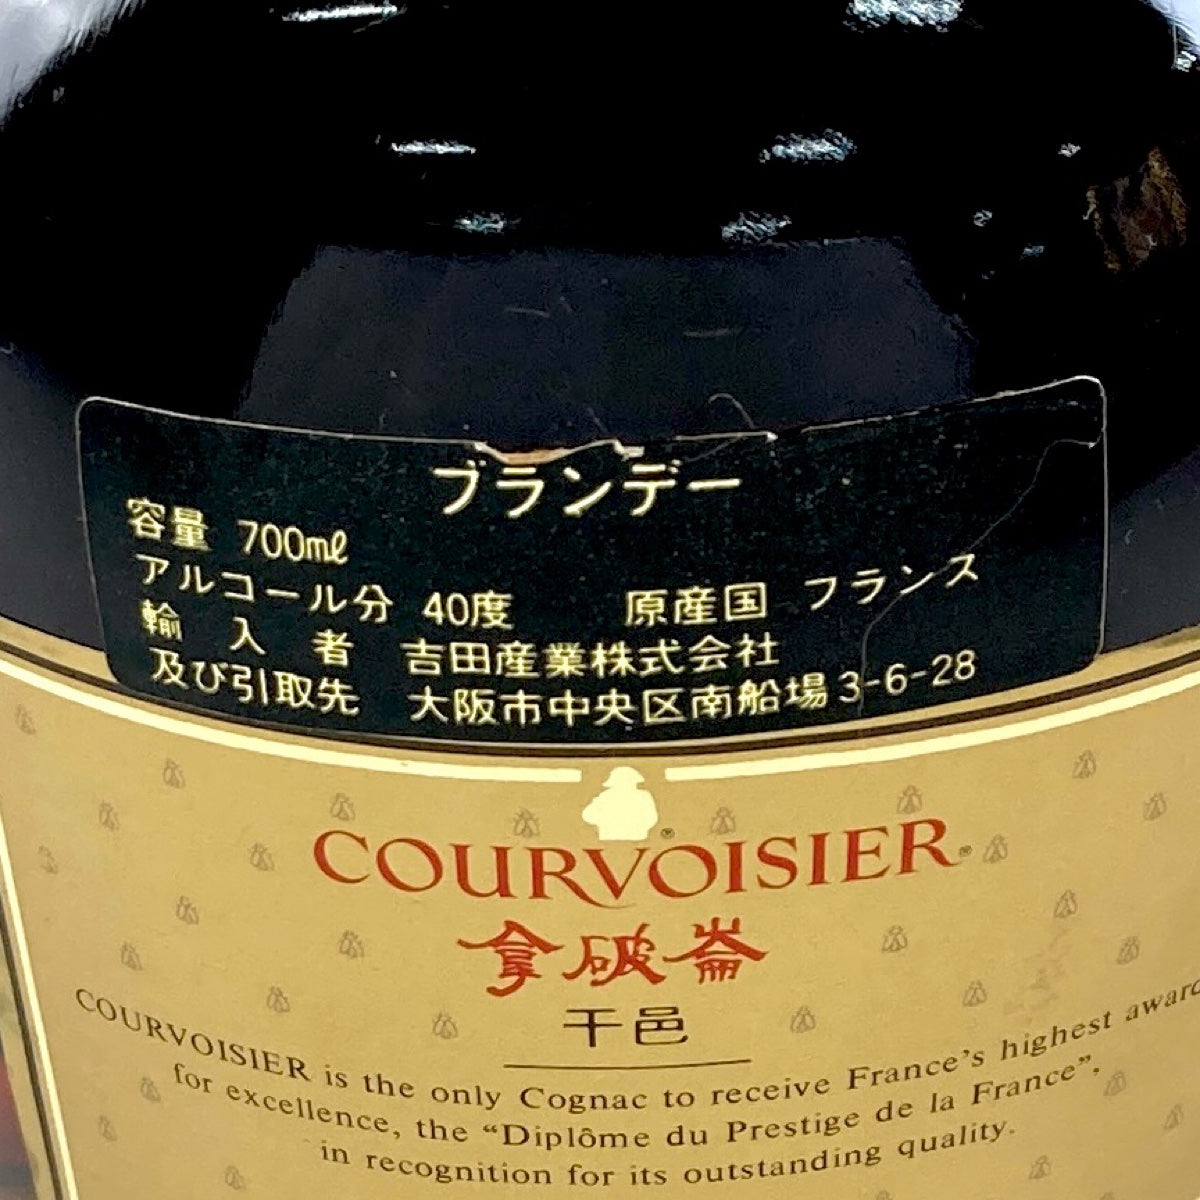 ブランデー
容量 700ml
アルコール分 40度 原産国 フランス
輸入者 吉田産業株式会社
及び引取先 大阪市中央区南船場3-6-28
®
COURVOISIER®
拿破崙
干邑
COURVOISIER is the only Cognac to receive France's highest award
for excellence, the “Diplôme du Prestige de la France”,
in recognition for its outstanding quality.